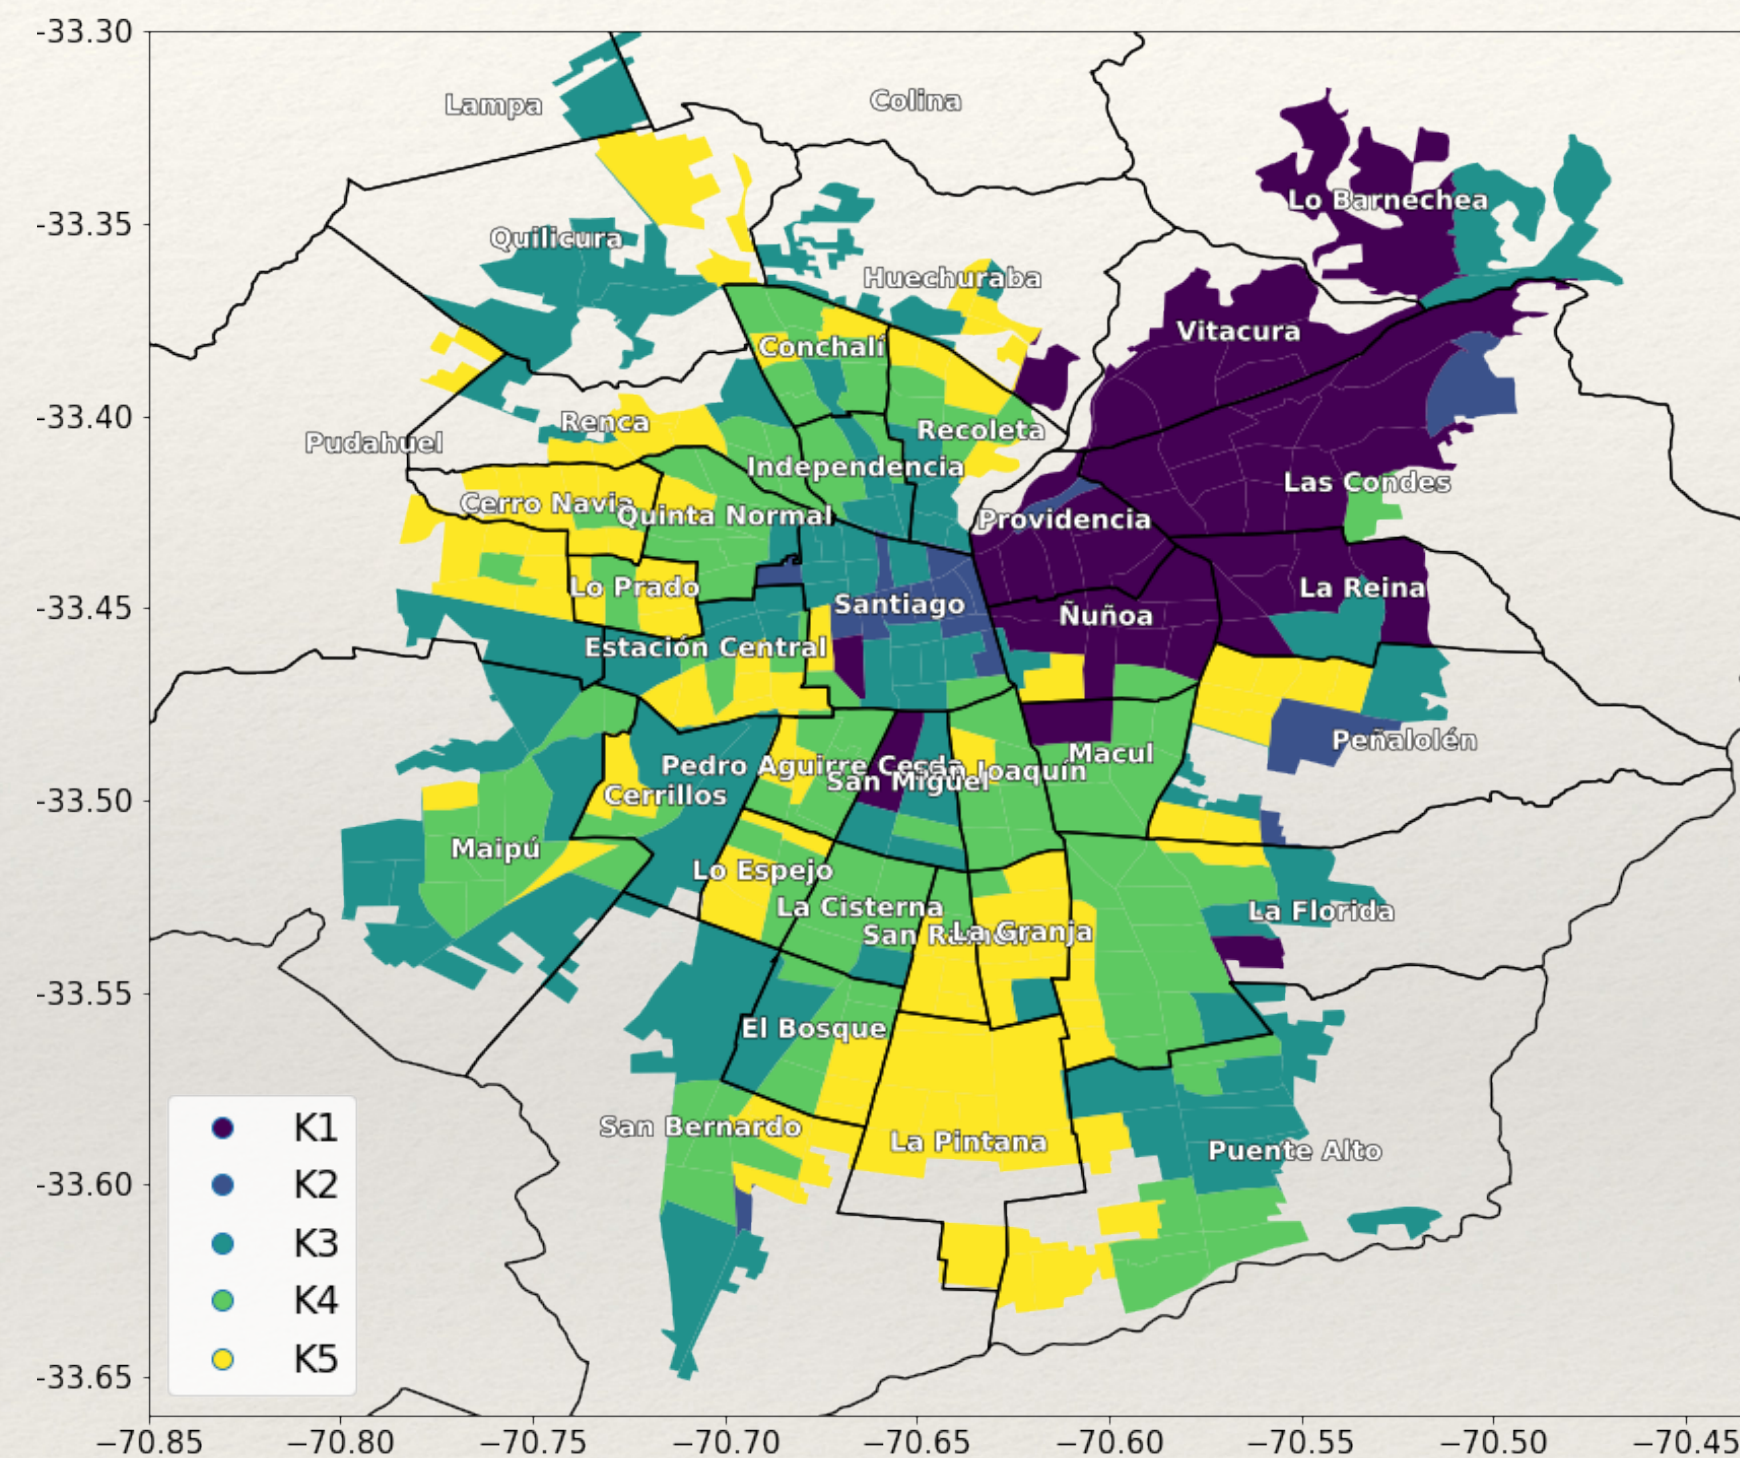 -33.30
Colina
Lampa
Lo Barnechea
-33.35
Quilicura
Huechuraba
Vitacura
Conchalí
-33.40
Renca
Recoleta
Pudahuel
Independencia
Las Condes
Cerro Navia
Quinta Normal
Providencia
Lo Prado
La Reina
-33.45
Santiago
Ñuñoa
Estación Central
Peñalolén
Macul
Pedro Aguirre Cerda
San Joaquín
San Miguel
Cerrillos
-33.50
Maipú
Lo Espejo
La Cisterna
La Florida
La Granja
San Ramón
-33.55
El Bosque
San Bernardo
K1
La Pintana
Puente Alto
-33.60
K2
K3
K4
K5
-33.65
−70.85 −70.80 −70.75 −70.70 −70.65 −70.60 −70.55 −70.50 −70.45